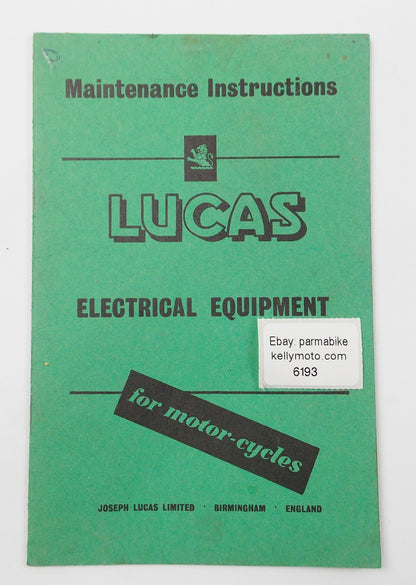 Maintenance Instructions
LUCAS
ELECTRICAL EQUIPMENT
Ebay: parmabike
kellymoto.com
6193
for motor-cycles
JOSEPH LUCAS LIMITED · BIRMINGHAM · ENGLAND